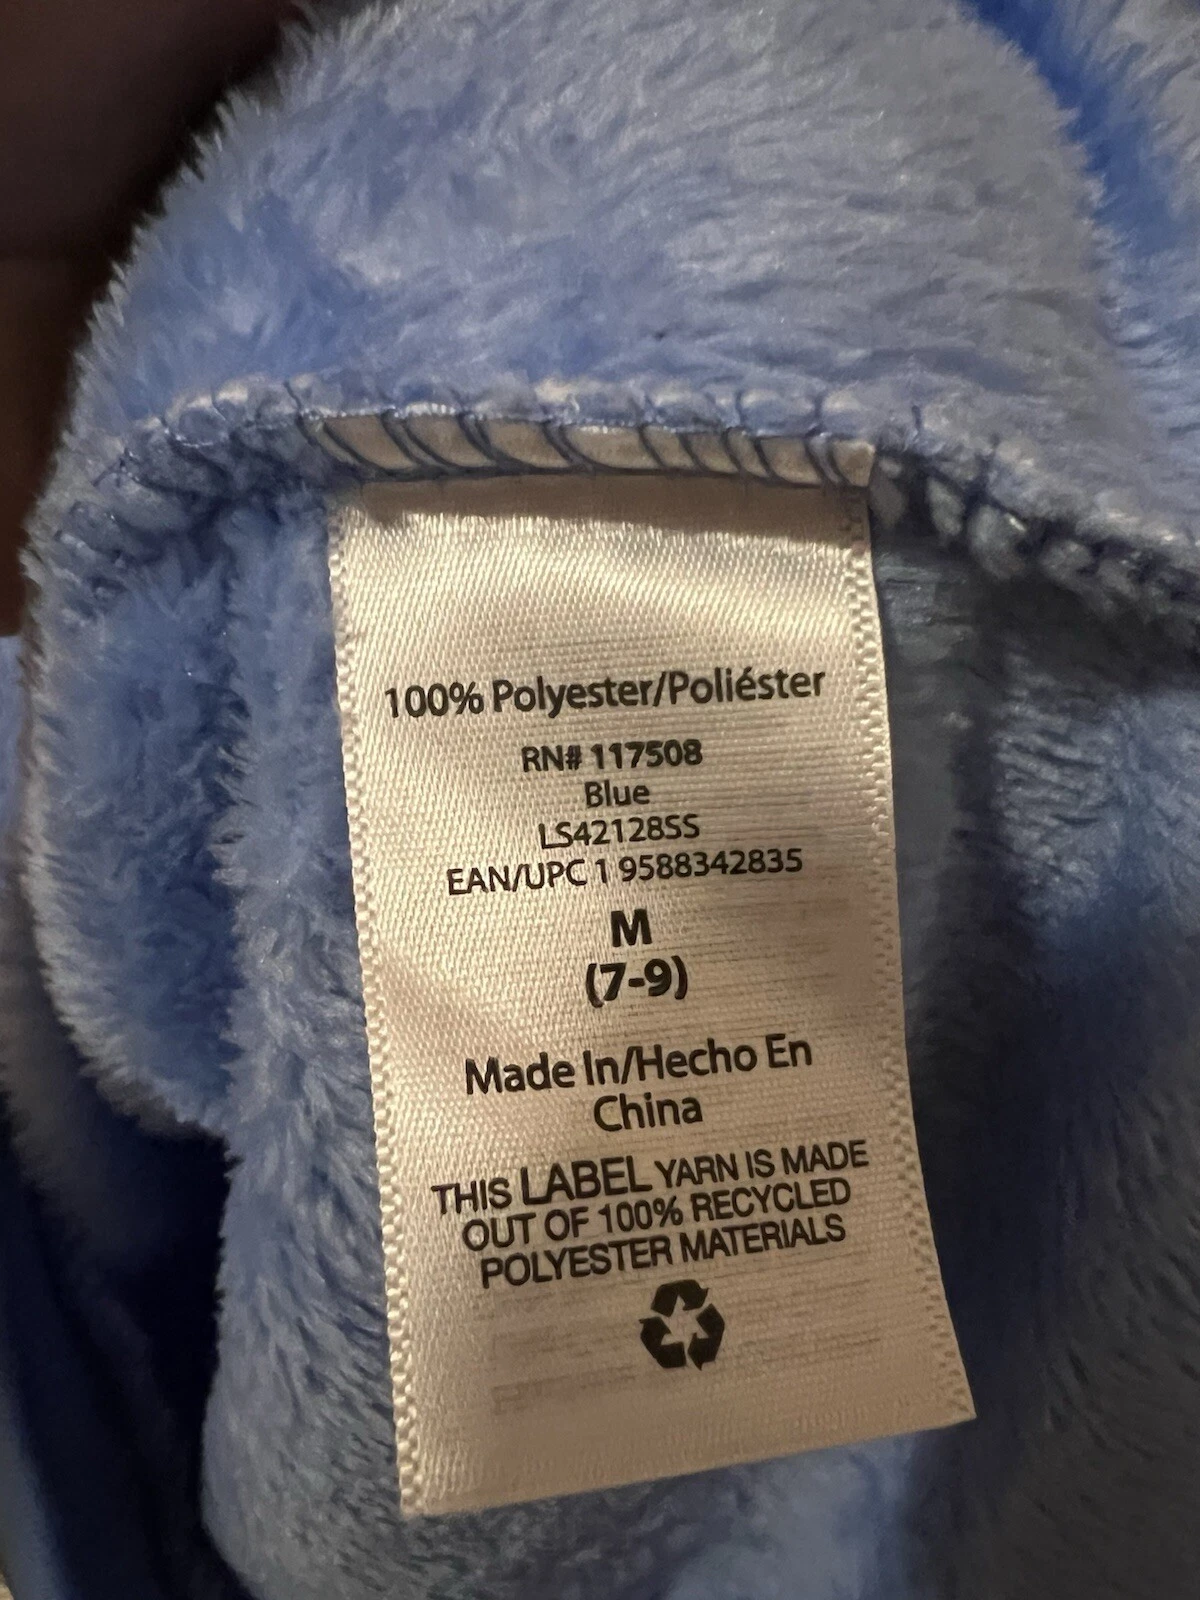 100% Polyester/Poliéster
RN# 117508
Blue
LS42128SS
EAN/UPC 1 9588342835
M
(7-9)
Made In/Hecho En
China
THIS LABEL YARN IS MADE
OUT OF 100% RECYCLED
POLYESTER MATERIALS